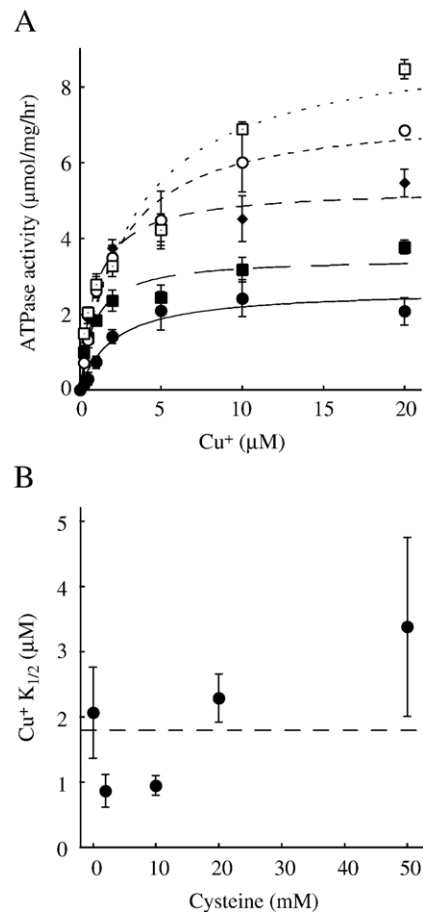 A
ATPase activity (μmol/mg/hr)
8
6
4
2
0
0 5 10 15 20
Cu⁺ (μM)
B
Cu⁺ K1/2 (μM)
5
4
3
2
1
0
0 10 20 30 40 50
Cysteine (mM)